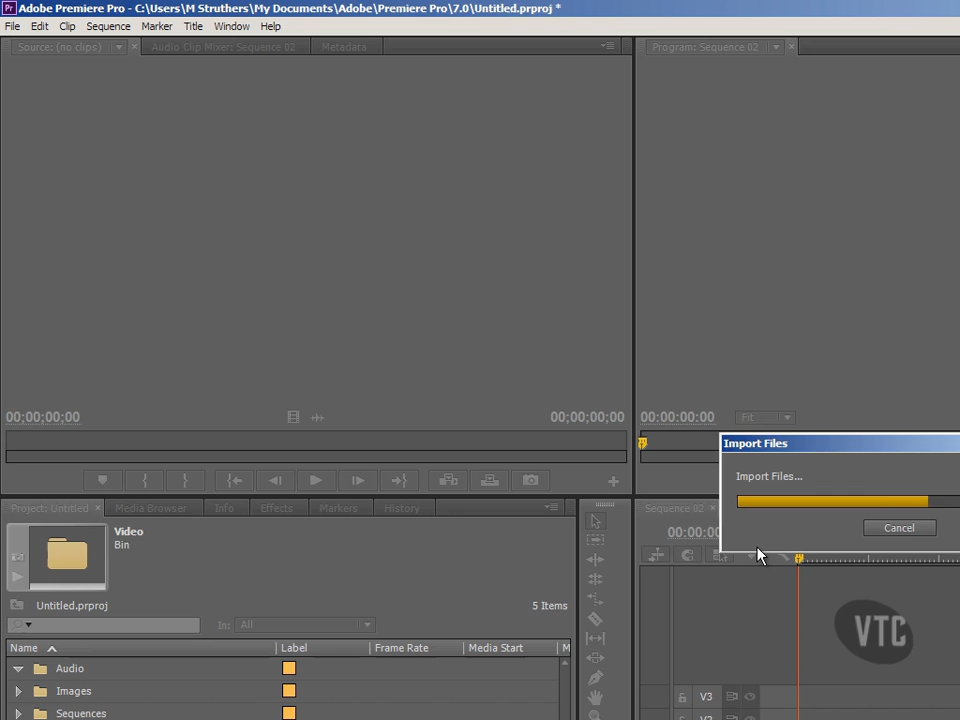 Pr Adobe Premiere Pro - C:\Users\M Struthers\My Documents\Adobe\Premiere Pro\7.0\Untitled.prproj *
File Edit Clip Sequence Marker Title Window Help
Source: (no clips) Audio Clip Mixer: Sequence 02 Metadata
Program: Sequence 02
00;00;00;00
00;00;00;00
00:00:00:00
Fit
Import Files
Import Files...
Cancel
Project: Untitled Media Browser Info Effects Markers History
Video
Bin
Untitled.prproj
5 Items
In: All
Name Label Frame Rate Media Start M
Audio
Images
Sequences
Sequence 02
00:00:00:
VTC
V3